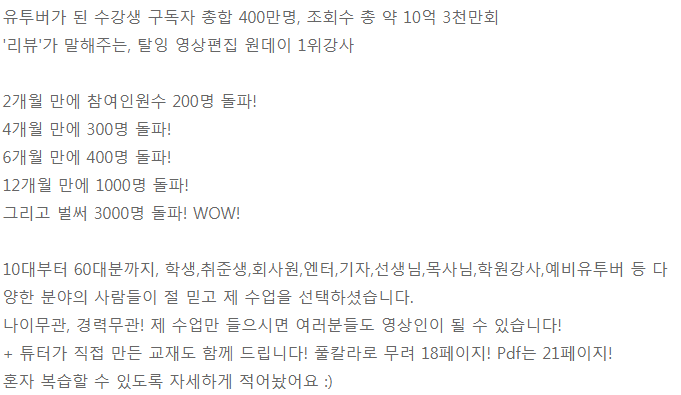 유투버가 된 수강생 구독자 종합 400만명, 조회수 총 약 10억 3천만회
'리뷰'가 말해주는, 탈잉 영상편집 원데이 1위강사
2개월 만에 참여인원수 200명 돌파!
4개월 만에 300명 돌파!
6개월 만에 400명 돌파!
12개월 만에 1000명 돌파!
그리고 벌써 3000명 돌파! WOW!
10대부터 60대분까지, 학생,취준생,회사원,엔터,기자,선생님,목사님,학원강사,예비유투버 등 다
양한 분야의 사람들이 절 믿고 제 수업을 선택하셨습니다.
나이무관, 경력무관! 제 수업만 들으시면 여러분들도 영상인이 될 수 있습니다!
+ 튜터가 직접 만든 교재도 함께 드립니다! 풀칼라로 무려 18페이지! Pdf는 21페이지!
혼자 복습할 수 있도록 자세하게 적어놨어요 :)